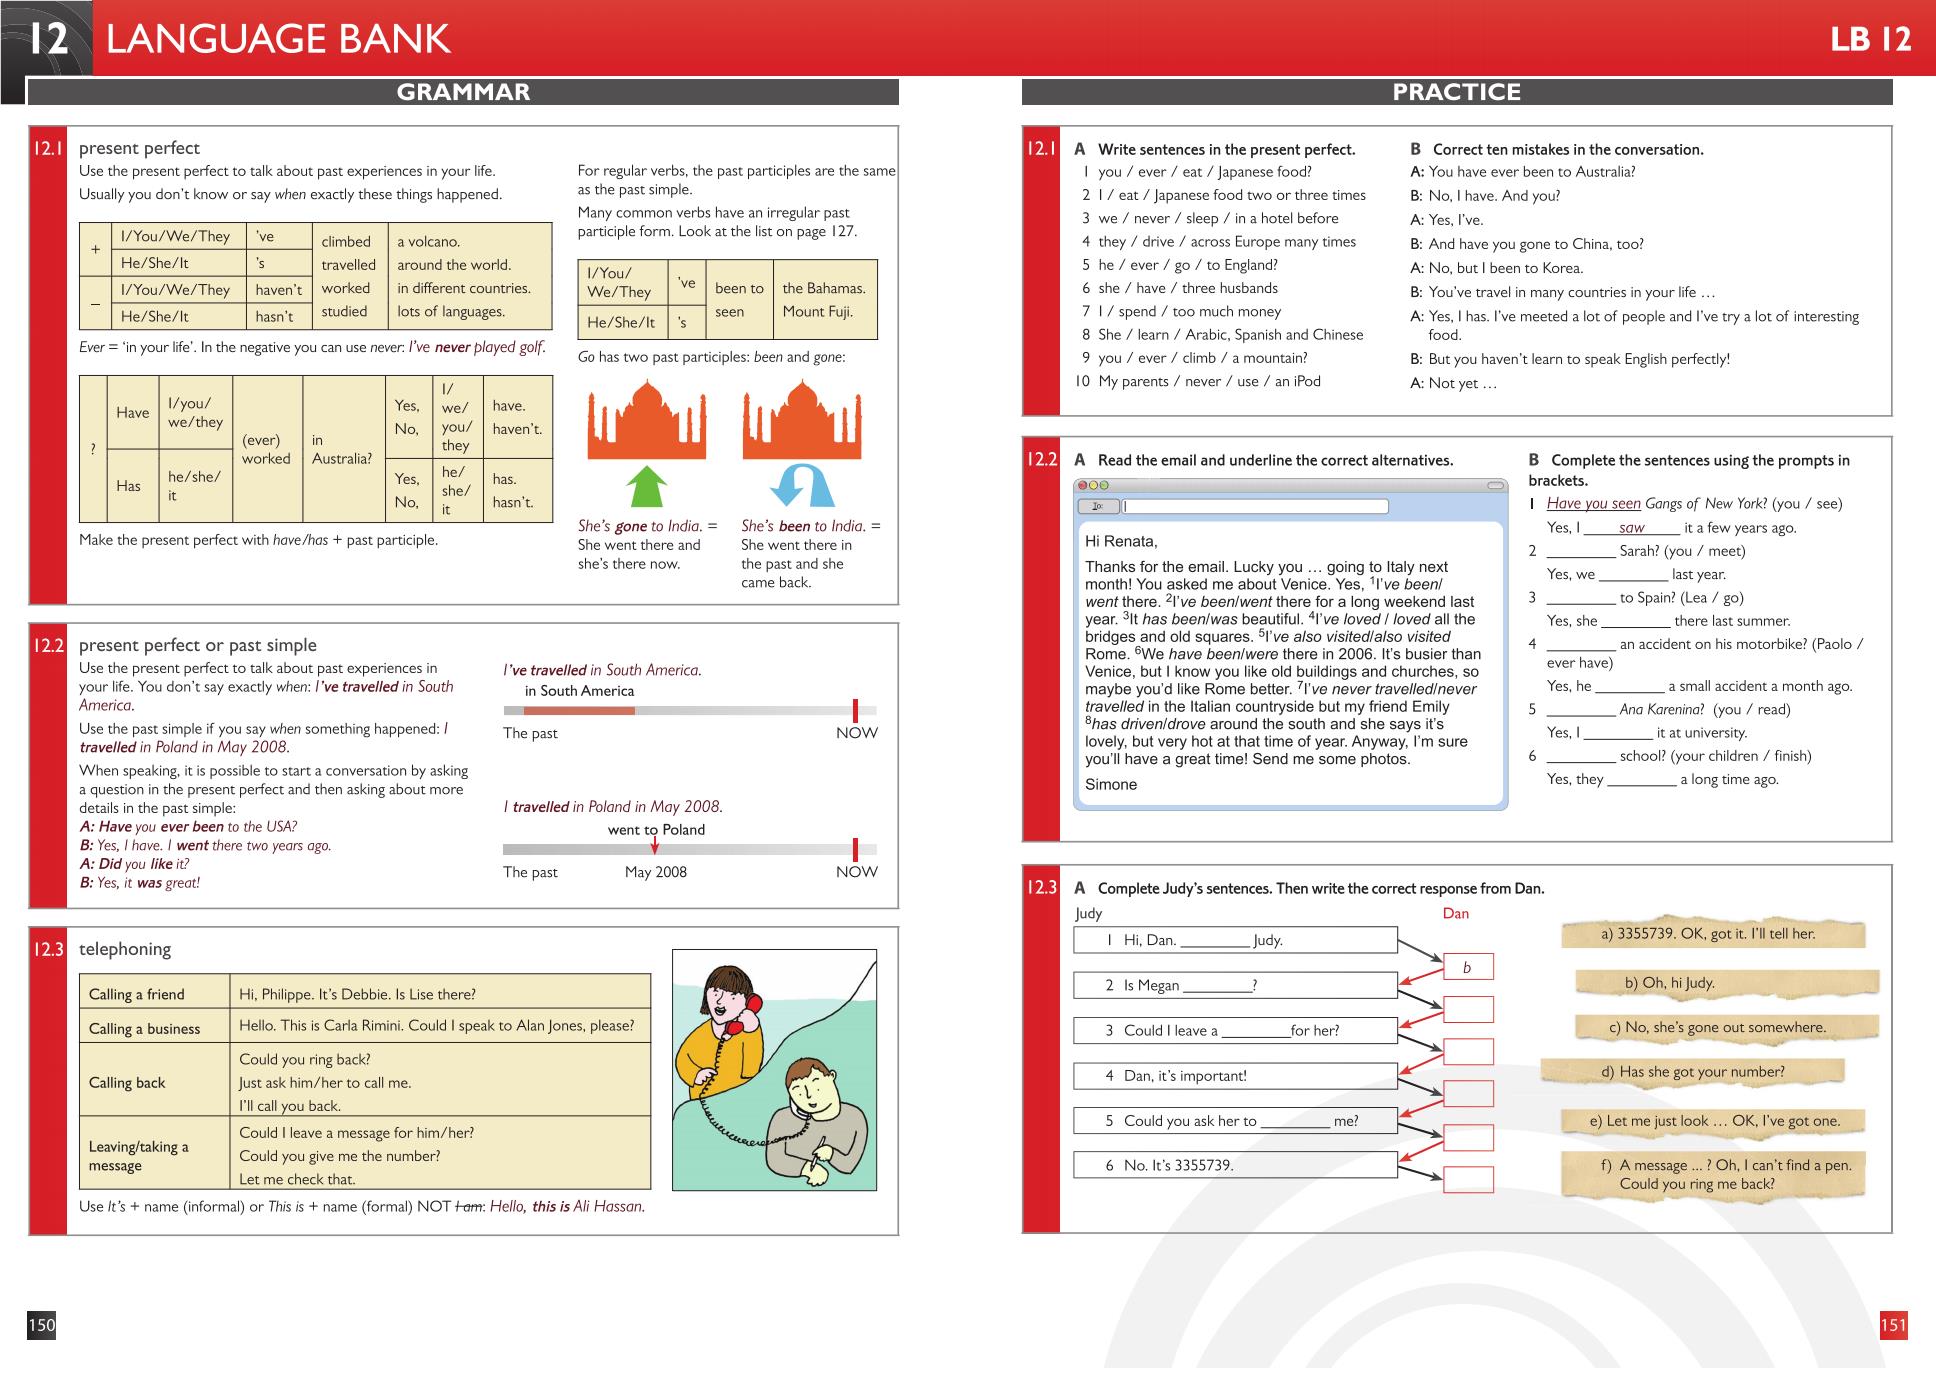 12 LANGUAGE BANK
LB 12
GRAMMAR
12.1 present perfect
Use the present perfect to talk about past experiences in your life.
Usually you don't know or say when exactly these things happened.
+ I/You/We/They 've climbed a volcano.
He/She/It 's travelled around the world.
– I/You/We/They haven't worked in different countries.
He/She/It hasn't studied lots of languages.
Ever = ‘in your life’. In the negative you can use never: I've never played golf.
? Have I/you/ we/they (ever) worked in Australia? Yes, No, I/ we/ you/ they have. haven't.
Has he/she/ it Yes, No, he/ she/ it has. hasn't.
Make the present perfect with have/has + past participle.
For regular verbs, the past participles are the same
as the past simple.
Many common verbs have an irregular past
participle form. Look at the list on page 127.
I/You/ We/They 've been to the Bahamas.
He/She/It 's seen Mount Fuji.
Go has two past participles: been and gone:
She's gone to India. =
She went there and
she's there now.
She's been to India. =
She went there in
the past and she
came back.
12.2 present perfect or past simple
Use the present perfect to talk about past experiences in
your life. You don't say exactly when: I've travelled in South
America.
Use the past simple if you say when something happened: I
travelled in Poland in May 2008.
When speaking, it is possible to start a conversation by asking
a question in the present perfect and then asking about more
details in the past simple:
A: Have you ever been to the USA?
B: Yes, I have. I went there two years ago.
A: Did you like it?
B: Yes, it was great!
I've travelled in South America.
in South America
The past NOW
I travelled in Poland in May 2008.
went to Poland
The past May 2008 NOW
12.3 telephoning
Calling a friend Hi, Philippe. It's Debbie. Is Lise there?
Calling a business Hello. This is Carla Rimini. Could I speak to Alan Jones, please?
Calling back
Could you ring back?
Just ask him/her to call me.
I'll call you back.
Leaving/taking a
message
Could I leave a message for him/her?
Could you give me the number?
Let me check that.
Use It's + name (informal) or This is + name (formal) NOT I am: Hello, this is Ali Hassan.
150
PRACTICE
12.1 A Write sentences in the present perfect.
1 you / ever / eat / Japanese food?
2 I / eat / Japanese food two or three times
3 we / never / sleep / in a hotel before
4 they / drive / across Europe many times
5 he / ever / go / to England?
6 she / have / three husbands
7 I / spend / too much money
8 She / learn / Arabic, Spanish and Chinese
9 you / ever / climb / a mountain?
10 My parents / never / use / an iPod
B Correct ten mistakes in the conversation.
A: You have ever been to Australia?
B: No, I have. And you?
A: Yes, I've.
B: And have you gone to China, too?
A: No, but I been to Korea.
B: You've travel in many countries in your life …
A: Yes, I has. I've meeted a lot of people and I've try a lot of interesting
food.
B: But you haven't learn to speak English perfectly!
A: Not yet …
12.2 A Read the email and underline the correct alternatives.
To:
Hi Renata,
Thanks for the email. Lucky you … going to Italy next
month! You asked me about Venice. Yes, 1I've been/
went there. 2I've been/went there for a long weekend last
year. 3It has been/was beautiful. 4I've loved / loved all the
bridges and old squares. 5I've also visited/also visited
Rome. 6We have been/were there in 2006. It's busier than
Venice, but I know you like old buildings and churches, so
maybe you'd like Rome better. 7I've never travelled/never
travelled in the Italian countryside but my friend Emily
8has driven/drove around the south and she says it's
lovely, but very hot at that time of year. Anyway, I'm sure
you'll have a great time! Send me some photos.
Simone
B Complete the sentences using the prompts in
brackets.
1 Have you seen Gangs of New York? (you / see)
Yes, I ____saw____ it a few years ago.
2 ________ Sarah? (you / meet)
Yes, we ________ last year.
3 ________ to Spain? (Lea / go)
Yes, she ________ there last summer.
4 ________ an accident on his motorbike? (Paolo /
ever have)
Yes, he ________ a small accident a month ago.
5 ________ Ana Karenina? (you / read)
Yes, I ________ it at university.
6 ________ school? (your children / finish)
Yes, they ________ a long time ago.
12.3 A Complete Judy's sentences. Then write the correct response from Dan.
Judy
Dan
1 Hi, Dan. ________ Judy.
b
2 Is Megan ________?
3 Could I leave a ________for her?
4 Dan, it's important!
5 Could you ask her to ________ me?
6 No. It's 3355739.
a) 3355739. OK, got it. I'll tell her.
b) Oh, hi Judy.
c) No, she's gone out somewhere.
d) Has she got your number?
e) Let me just look … OK, I've got one.
f) A message ... ? Oh, I can't find a pen.
Could you ring me back?
151